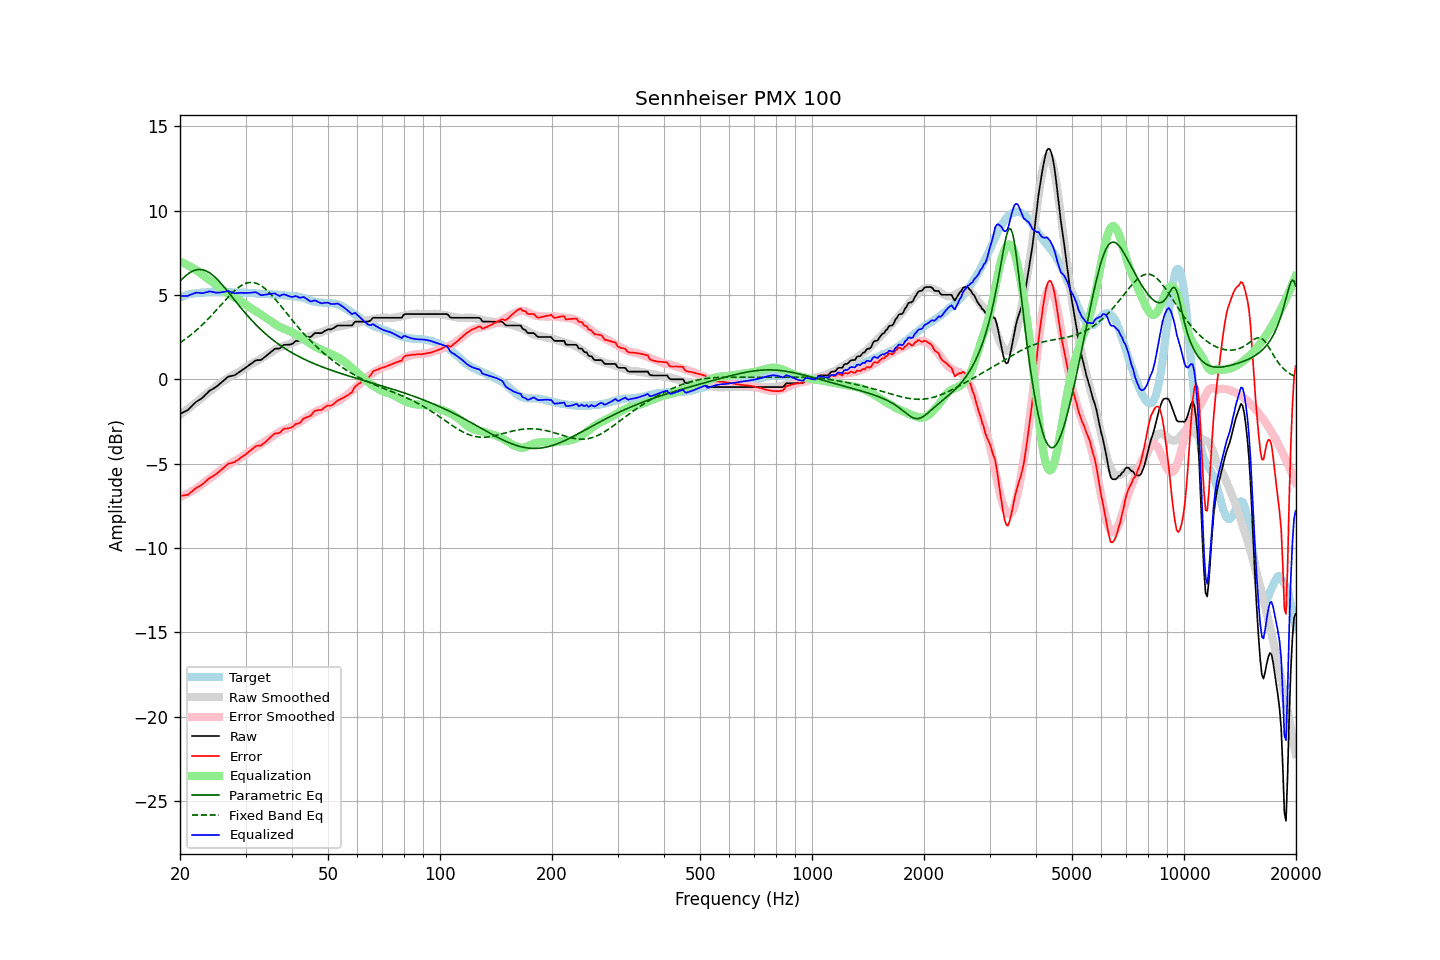 Sennheiser PMX 100
15
10
5
0
−5
−10
−15
−20
−25
Amplitude (dBr)
Target
Raw Smoothed
Error Smoothed
Raw
Error
Equalization
Parametric Eq
Fixed Band Eq
Equalized
20
50
100
200
500
1000
2000
5000
10000
20000
Frequency (Hz)